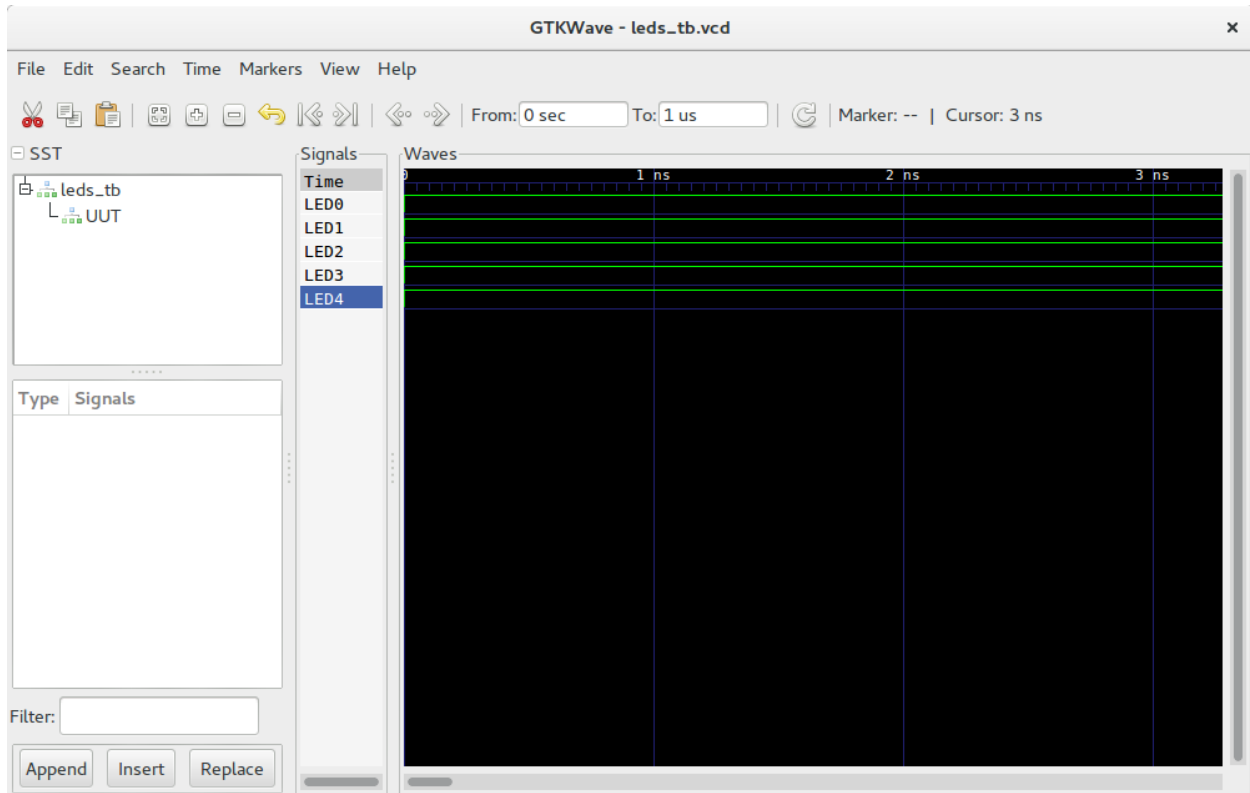 GTKWave - leds_tb.vcd
File Edit Search Time Markers View Help
From: 0 sec To: 1 us Marker: -- | Cursor: 3 ns
SST
leds_tb
UUT
Type Signals
Filter:
Append Insert Replace
Signals
Time
LED0
LED1
LED2
LED3
LED4
Waves
0 1 ns 2 ns 3 ns